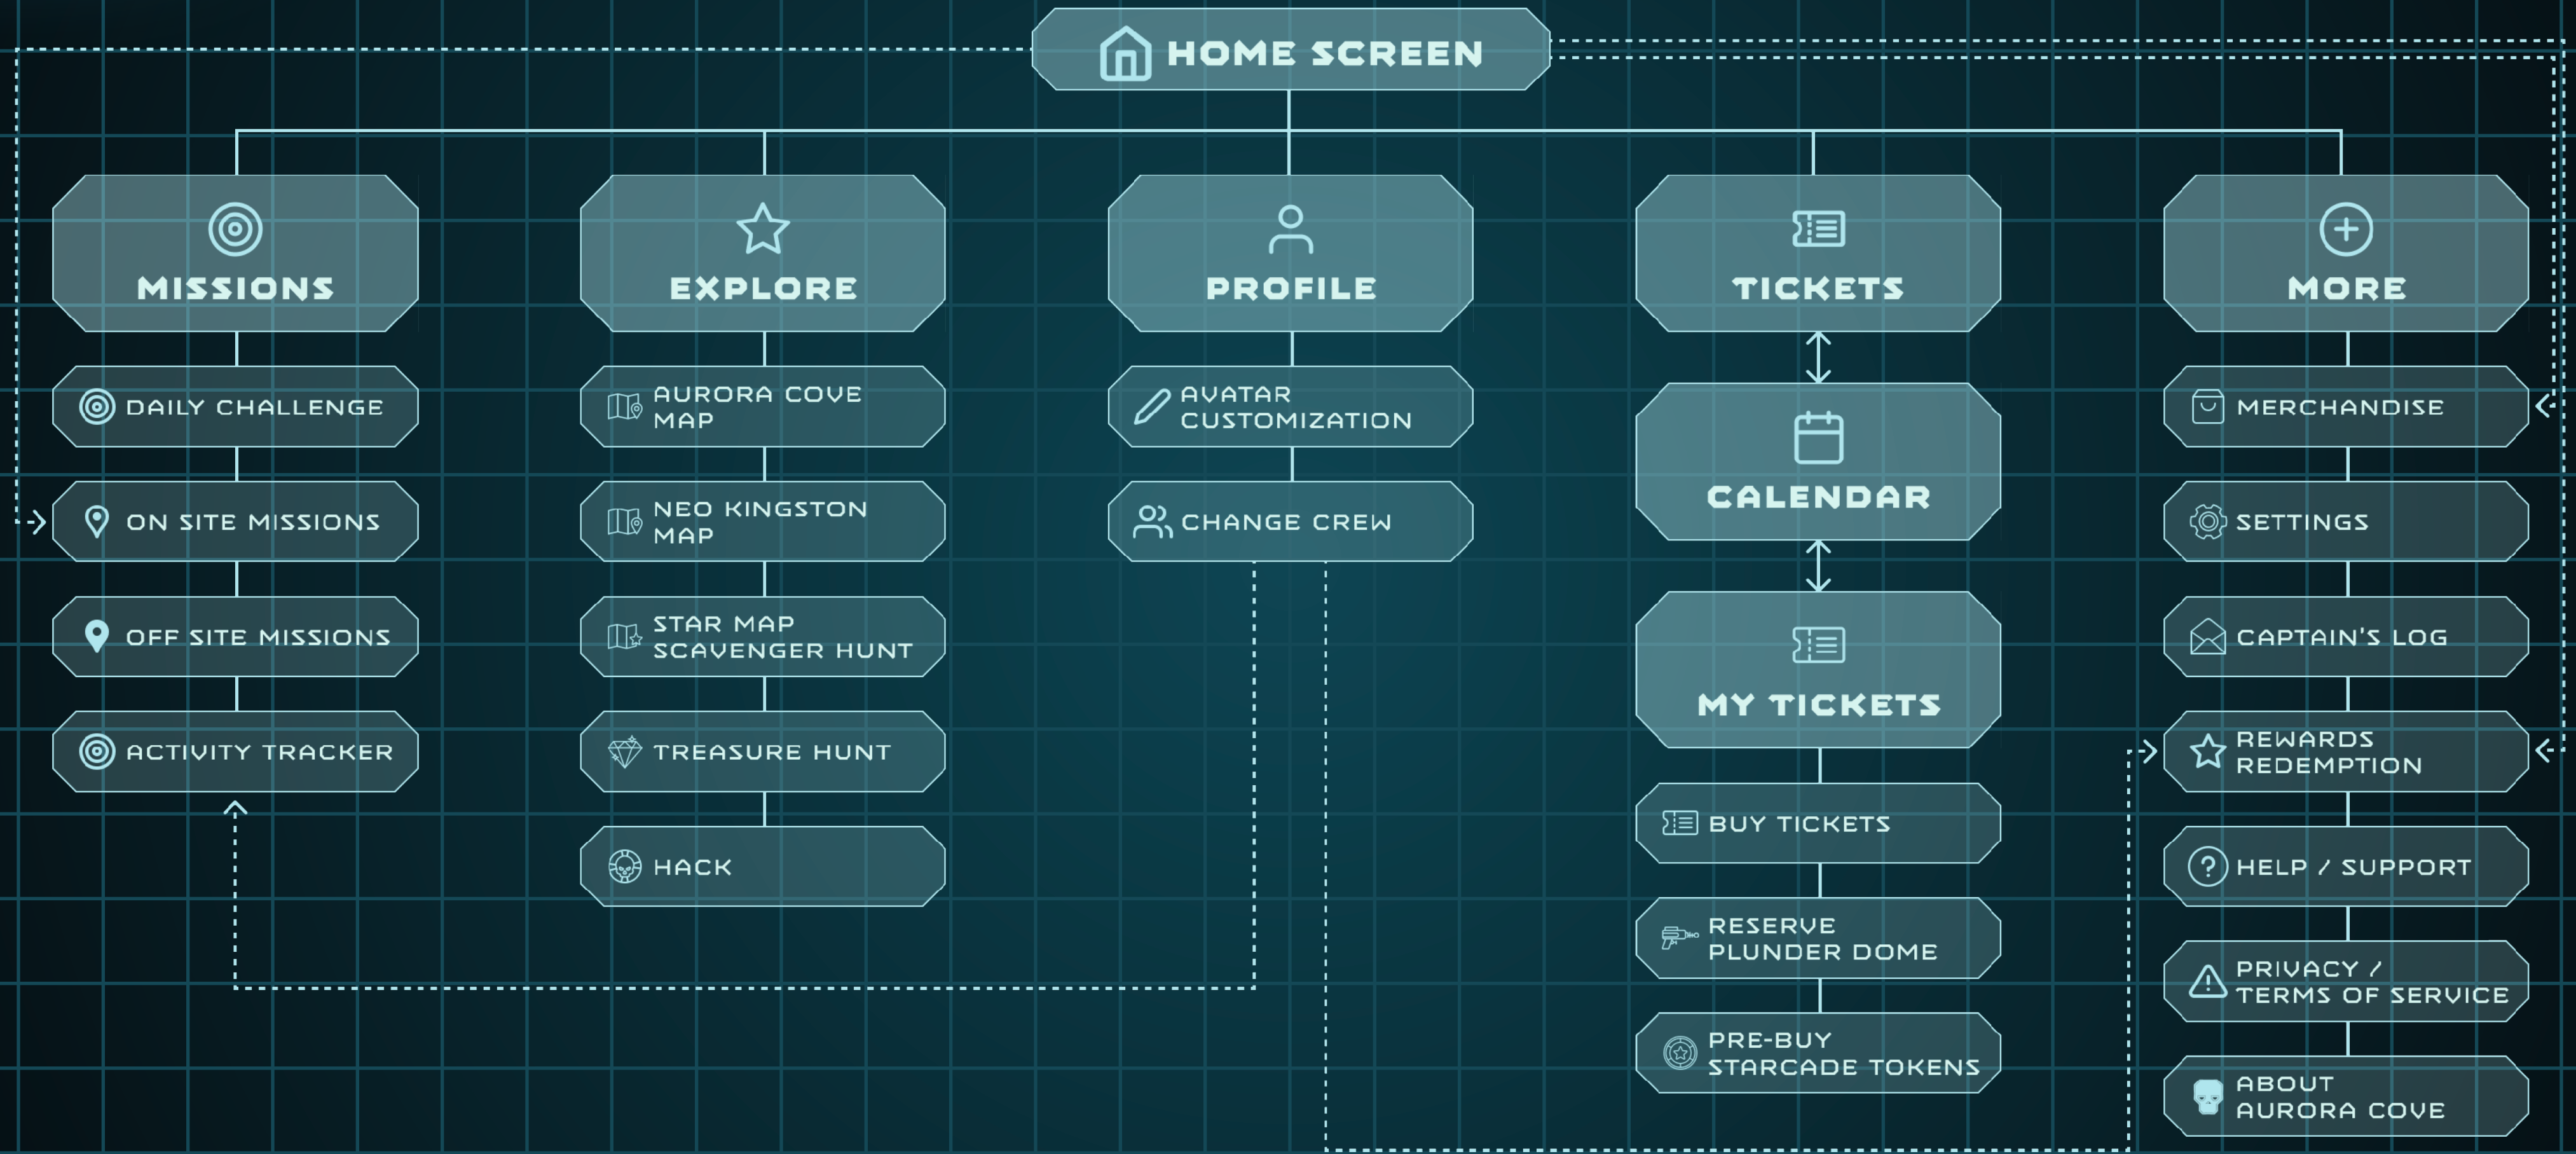 HOME SCREEN
MISSIONS
DAILY CHALLENGE
ON SITE MISSIONS
OFF SITE MISSIONS
ACTIVITY TRACKER
EXPLORE
AURORA COVE
MAP
NEO KINGSTON
MAP
STAR MAP
SCAVENGER HUNT
TREASURE HUNT
HACK
PROFILE
AVATAR
CUSTOMIZATION
CHANGE CREW
TICKETS
CALENDAR
MY TICKETS
BUY TICKETS
RESERVE
PLUNDER DOME
PRE-BUY
STARCADE TOKENS
MORE
MERCHANDISE
SETTINGS
CAPTAIN'S LOG
REWARDS
REDEMPTION
HELP / SUPPORT
PRIVACY /
TERMS OF SERVICE
ABOUT
AURORA COVE